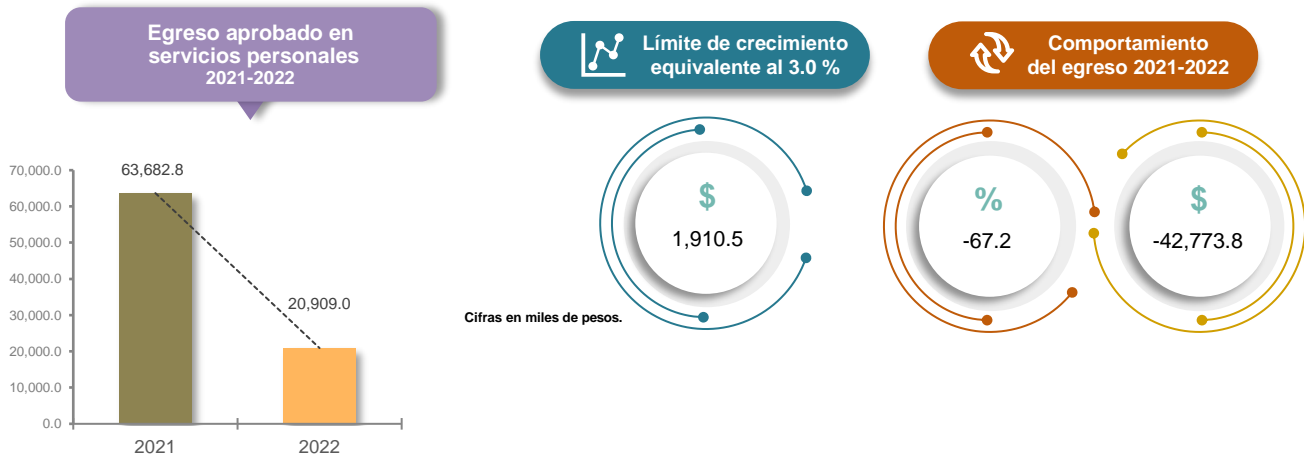 Egreso aprobado en
servicios personales
2021-2022
70,000.0
60,000.0
50,000.0
40,000.0
30,000.0
20,000.0
10,000.0
0.0
63,682.8
20,909.0
2021
2022
Límite de crecimiento
equivalente al 3.0 %
$
1,910.5
Cifras en miles de pesos.
Comportamiento
del egreso 2021-2022
%
-67.2
$
-42,773.8